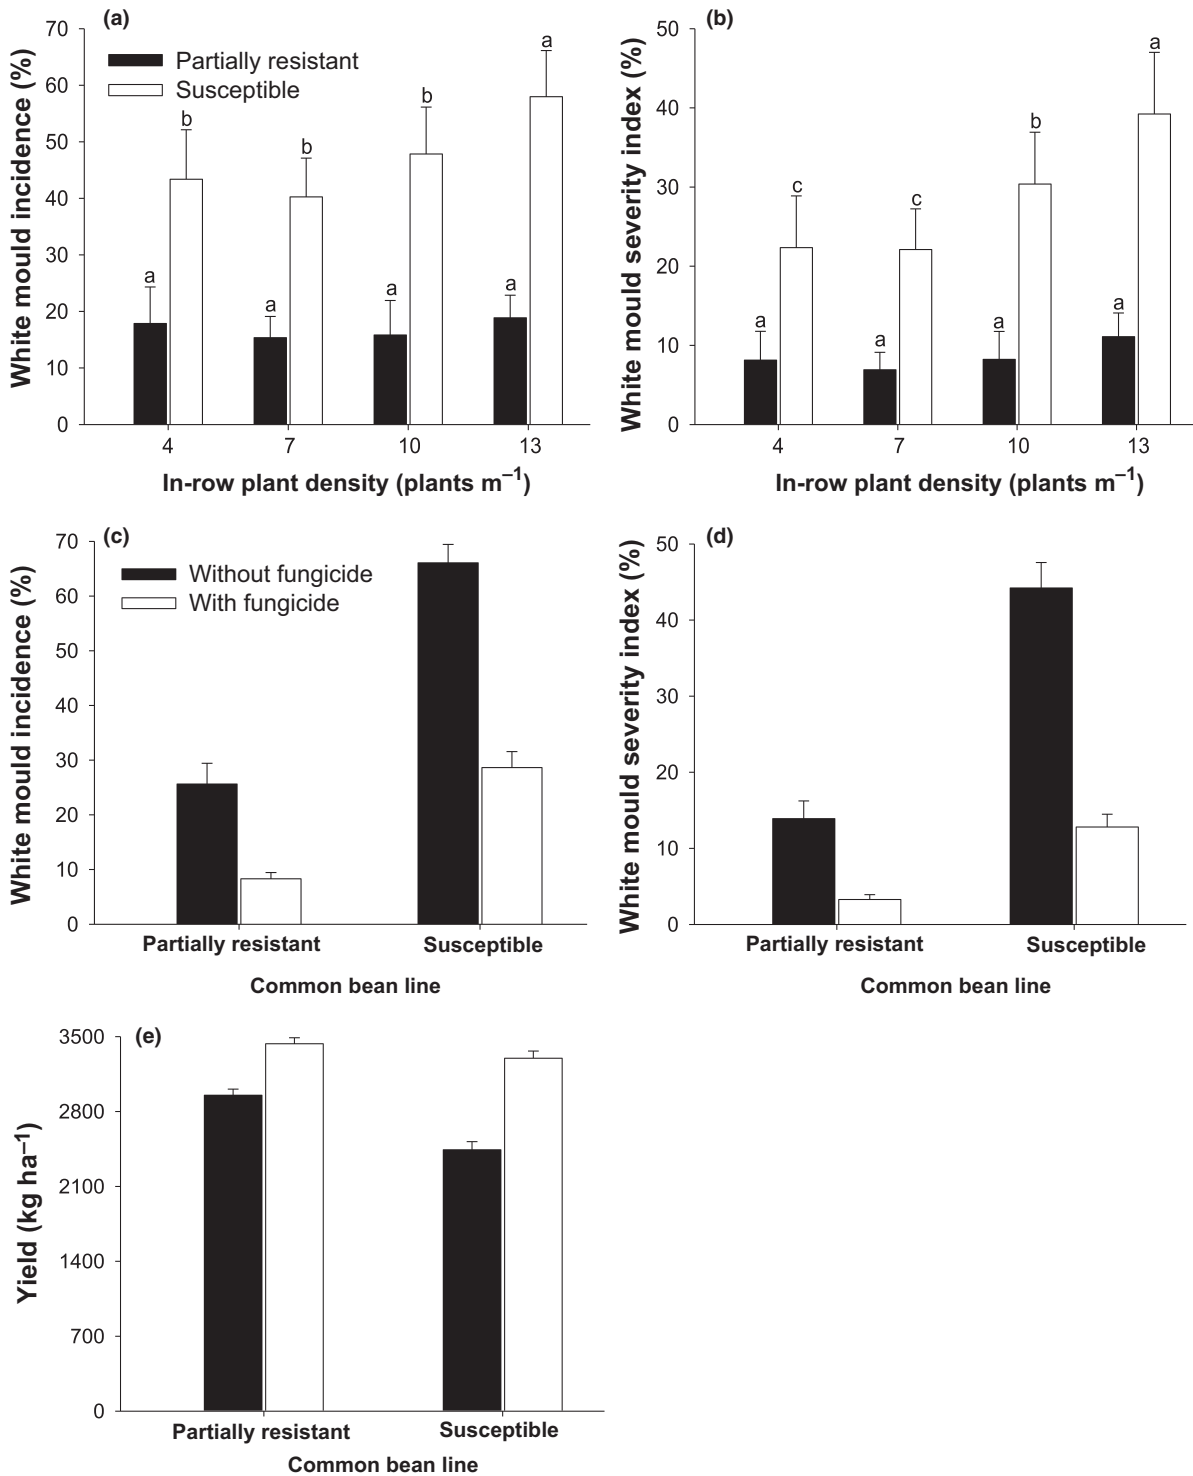 (a)
White mould incidence (%)
70
60
50
40
30
20
10
0
Partially resistant
Susceptible
a
b
a
b
a
b
a
a
4
7
10
13
In-row plant density (plants m⁻¹)
(b)
White mould severity index (%)
50
40
30
20
10
0
a
c
a
c
a
b
a
a
4
7
10
13
In-row plant density (plants m⁻¹)
(c)
White mould incidence (%)
70
60
50
40
30
20
10
0
Without fungicide
With fungicide
Partially resistant
Susceptible
Common bean line
(d)
White mould severity index (%)
50
40
30
20
10
0
Partially resistant
Susceptible
Common bean line
(e)
Yield (kg ha⁻¹)
3500
2800
2100
1400
700
0
Partially resistant
Susceptible
Common bean line